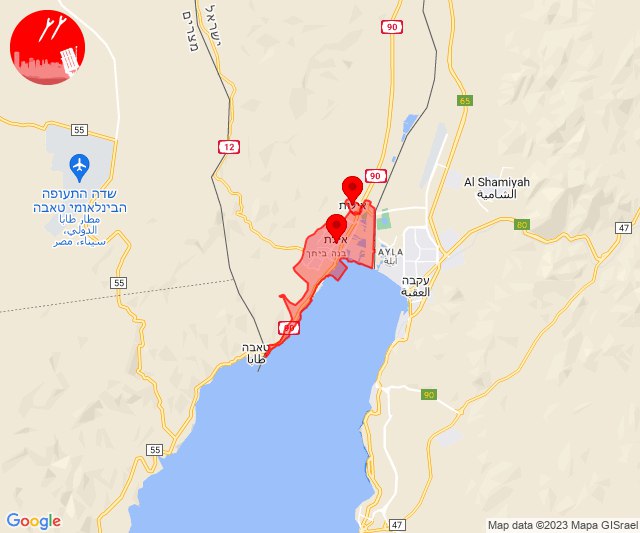 90
ישראל
מצרים
65
55
12
90
Al Shamiyah
الشامية
שדה התעופה
הבינלאומי טאבה
مطار طابا
الدولي،
سيناء، مصر
80
47
אילת
AYLA
أيلة
אילת
עקבה
العقبة
55
90
טאבה
طابا
90
55
47
Google
Map data ©2023 Mapa GISrael